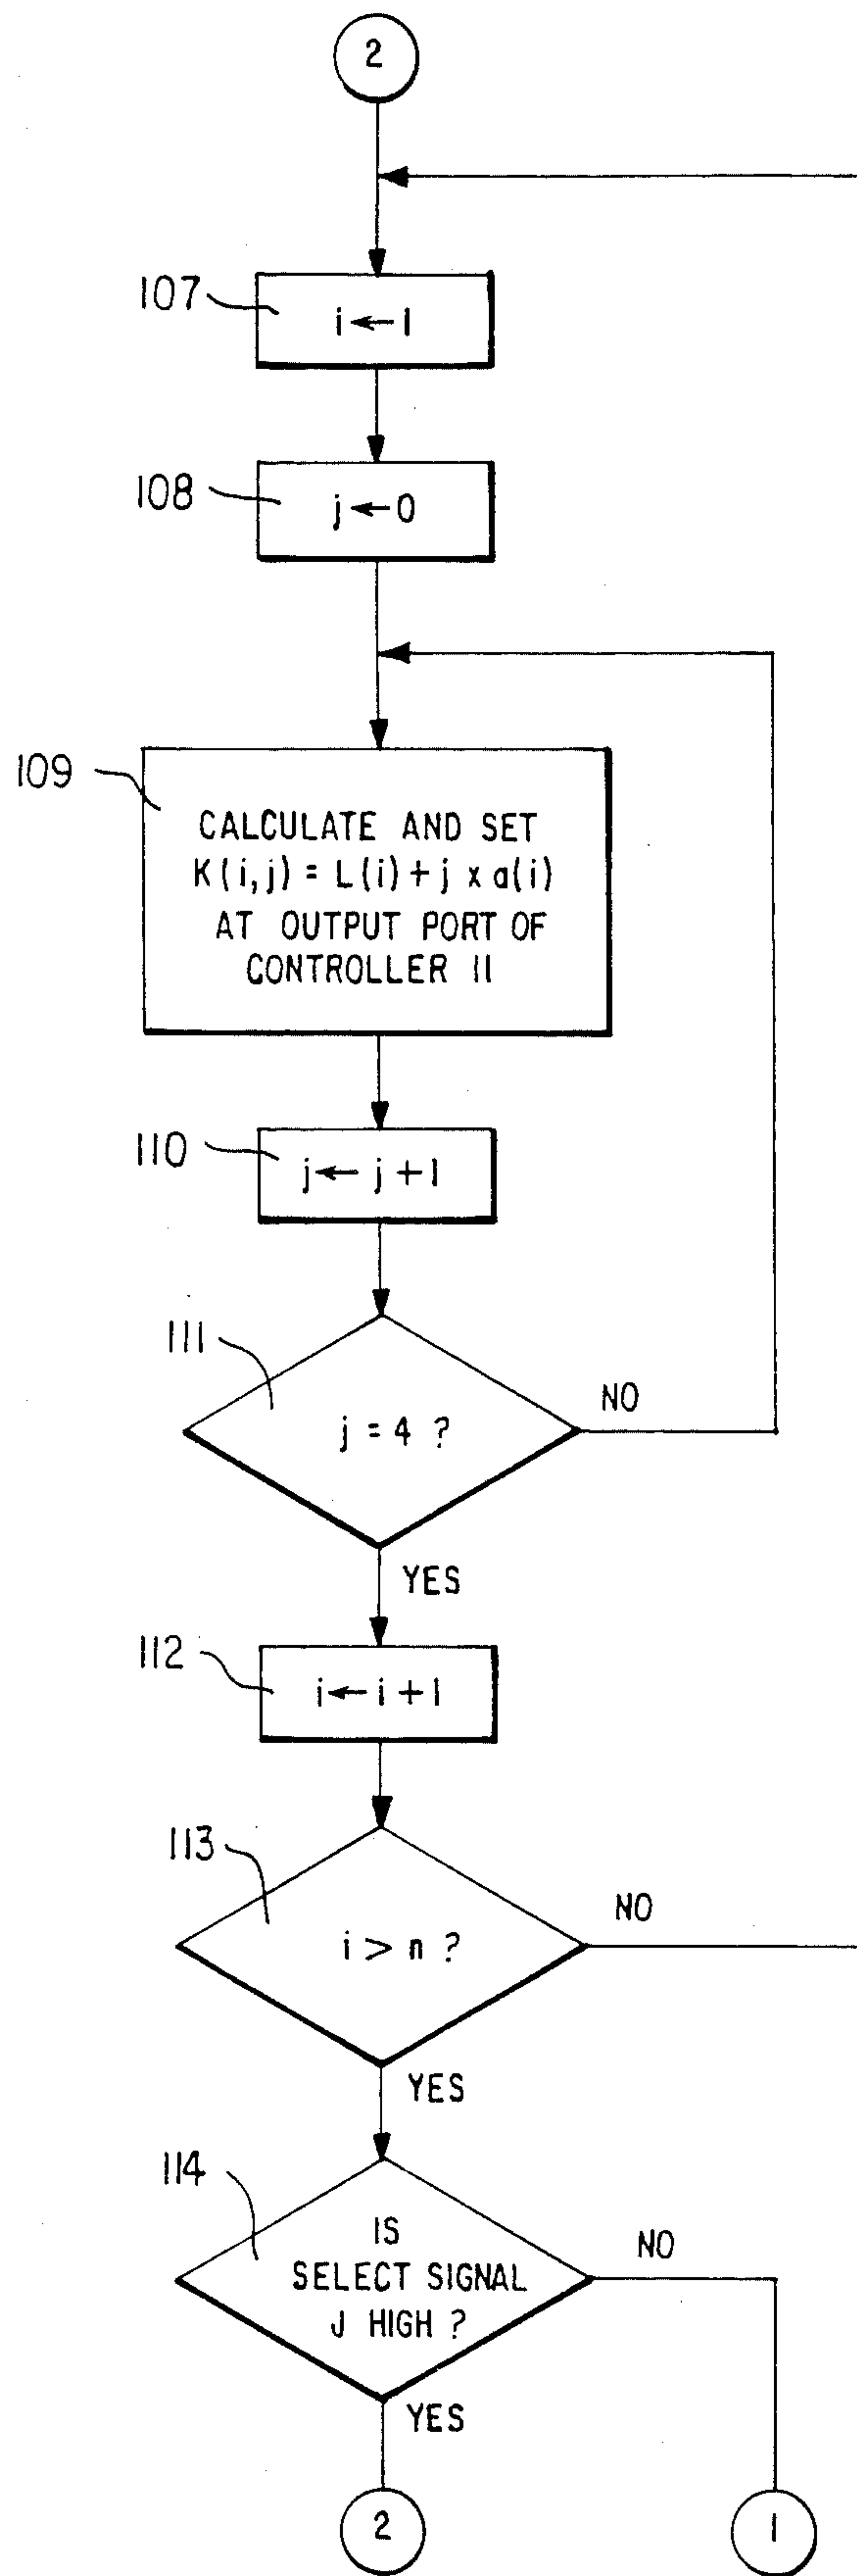 2
107
i ← 1
108
j ← 0
109
CALCULATE AND SET
K(i,j) = L(i) + j x a(i)
AT OUTPUT PORT OF
CONTROLLER 11
110
j ← j + 1
111
j = 4 ?
NO
YES
112
i ← i + 1
113
i > n ?
NO
YES
114
IS
SELECT SIGNAL
J HIGH ?
NO
YES
2
1